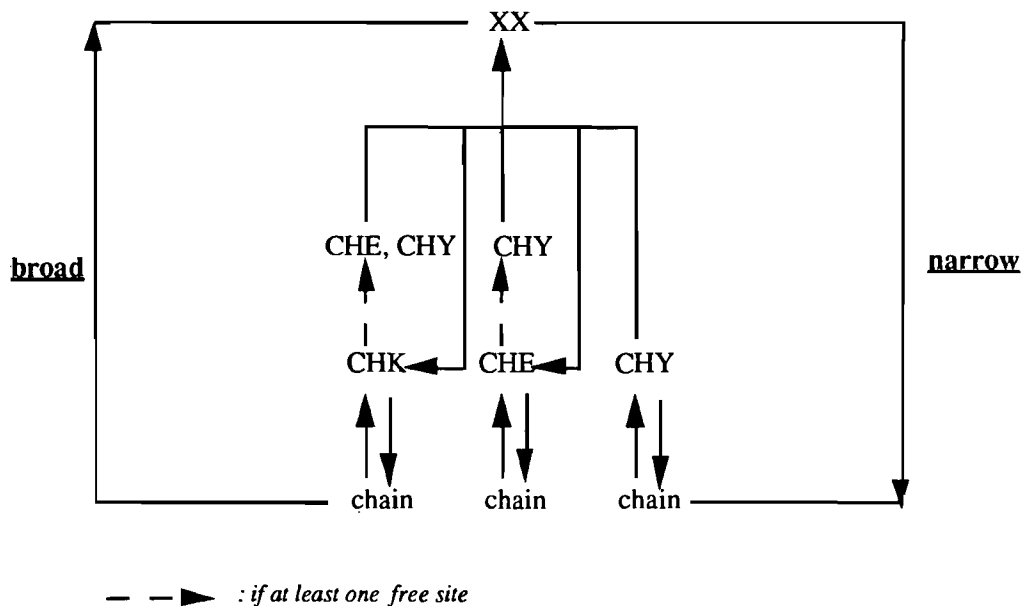 XX
CHE, CHY CHY
broad narrow
CHK CHE CHY
chain chain chain
: if at least one free site